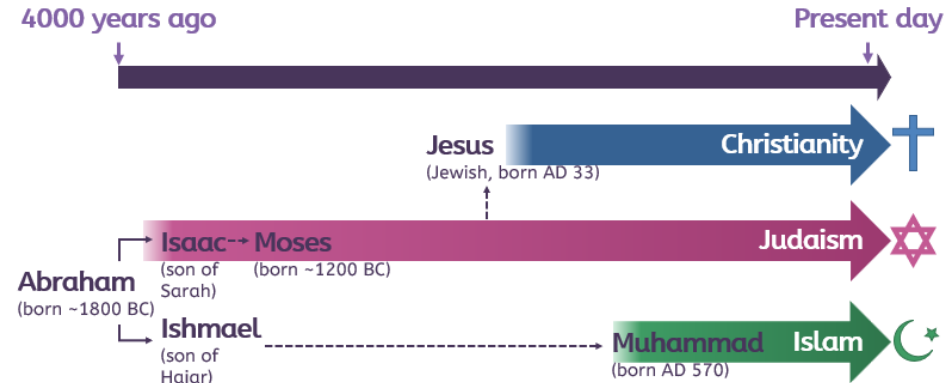 4000 years ago
Present day
Christianity
Jesus
(Jewish, born AD 33)
Judaism
Isaac
Moses
(son of
Sarah)
(born ~1200 BC)
Abraham
(born ~1800 BC)
Ishmael
(son of
Hajar)
Muhammad
Islam
(born AD 570)